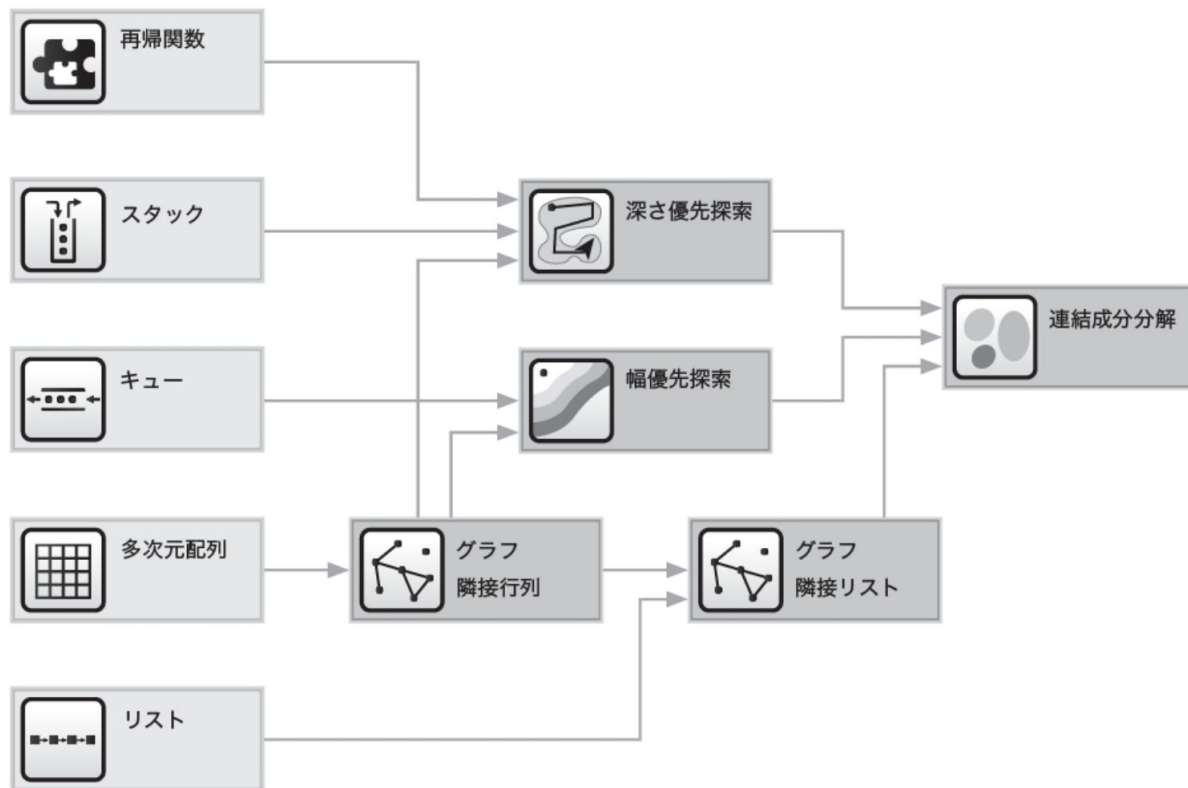 再帰関数
スタック
深さ優先探索
連結成分分解
キュー
幅優先探索
多次元配列
グラフ
隣接行列
グラフ
隣接リスト
リスト